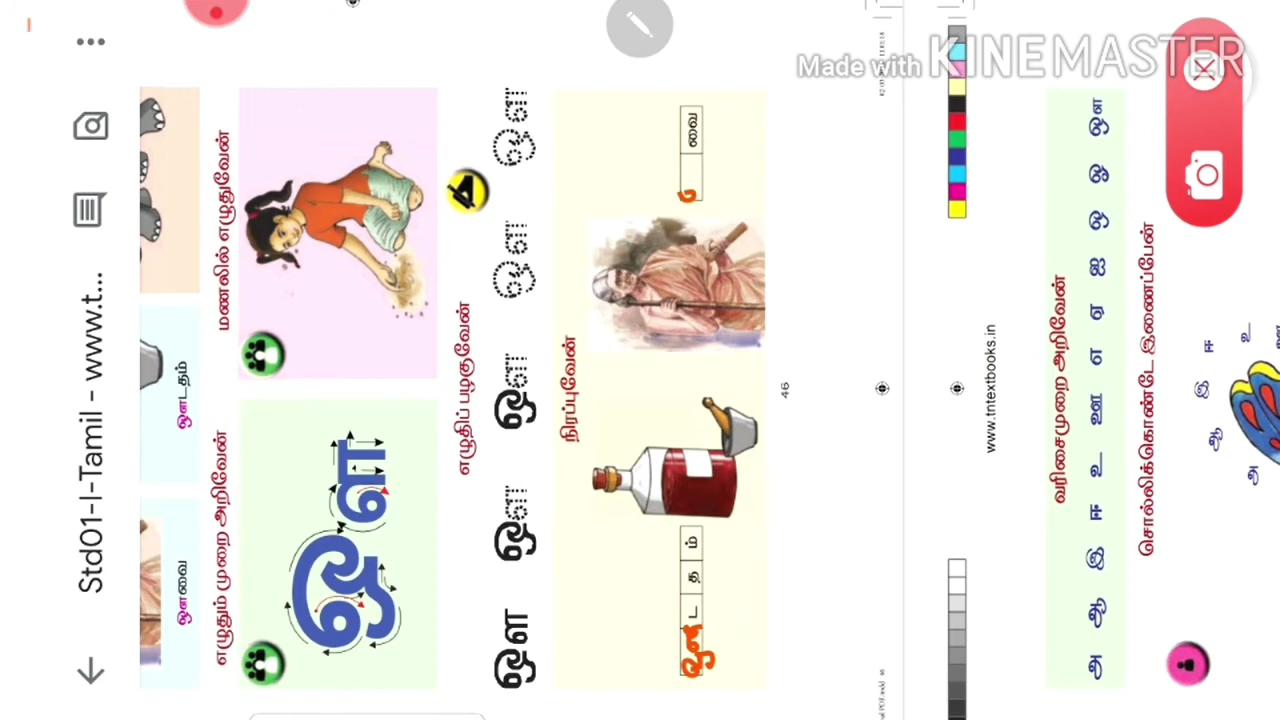 Made with KINEMASTER
Std01-I-Tamil - www.t...
ஔவை
ஔடதம்
எழுதும் முறை அறிவேன்
மணலில் எழுதுவேன்
ஔ
எழுதிப் பழகுவேன்
ஔ ஔ ஔ ஔ ஔ
நிரப்புவேன்
ஔ ட த ம்
வை
46
www.tntextbooks.in
வரிசைமுறை அறிவேன்
அ ஆ இ ஈ உ ஊ எ ஏ ஐ ஒ ஓ ஔ
சொல்லிக்கொண்டே இணைப்பேன்
அ ஆ இ ஈ உ ஊ